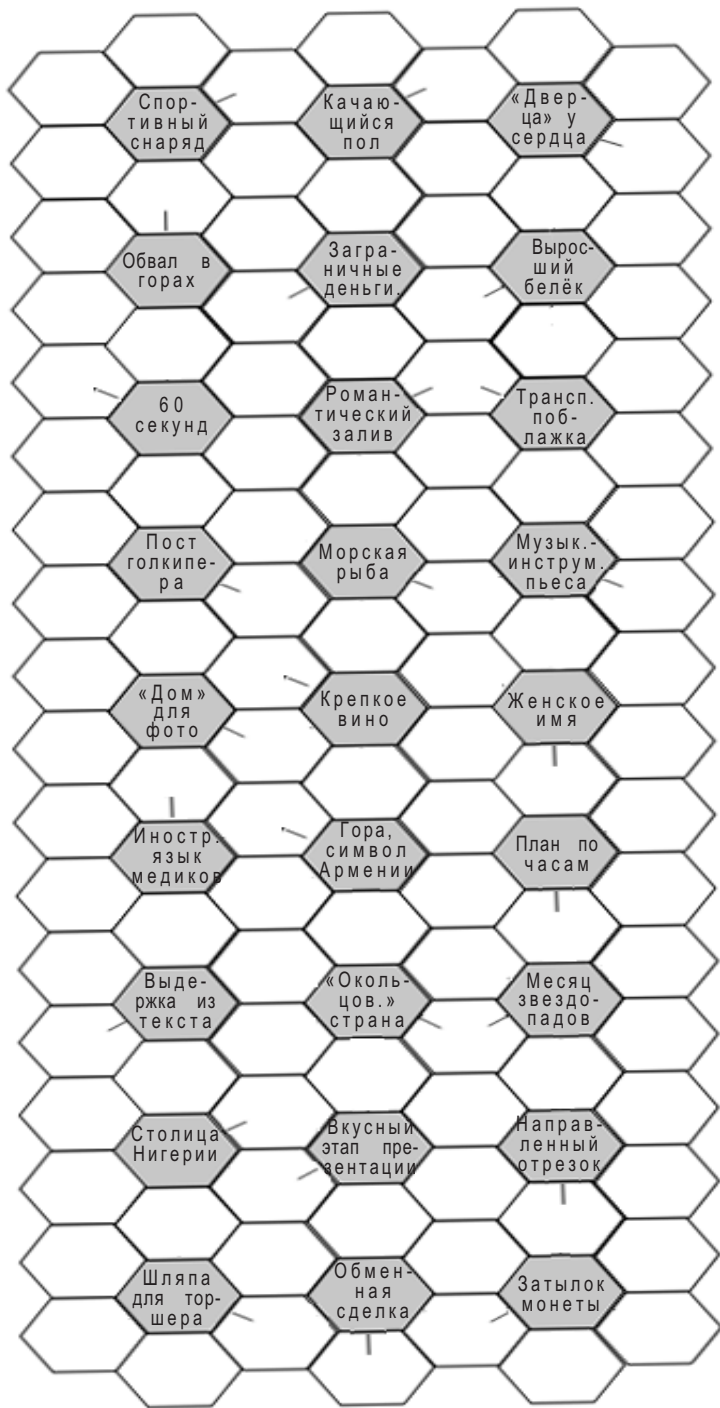 Спор-
тивный
снаряд
Качаю-
щийся
пол
«Двер-
ца» у
сердца
Обвал в
горах
Загра-
ничные
деньги.
Вырос-
ший
белёк
60
секунд
Роман-
тический
залив
Трансп.
поб-
лажка
Пост
голкипе-
ра
Морская
рыба
Музык.-
инструм.
пьеса
«Дом»
для
фото
Крепкое
вино
Женское
имя
Иностр.
язык
медиков
Гора,
символ
Армении
План по
часам
Выде-
ржка из
текста
«Околь-
цов.»
страна
Месяц
звездо-
падов
Столица
Нигерии
Вкусный
этап пре-
зентации
Направ-
ленный
отрезок
Шляпа
для тор-
шера
Обмен-
ная
сделка
Затылок
монеты